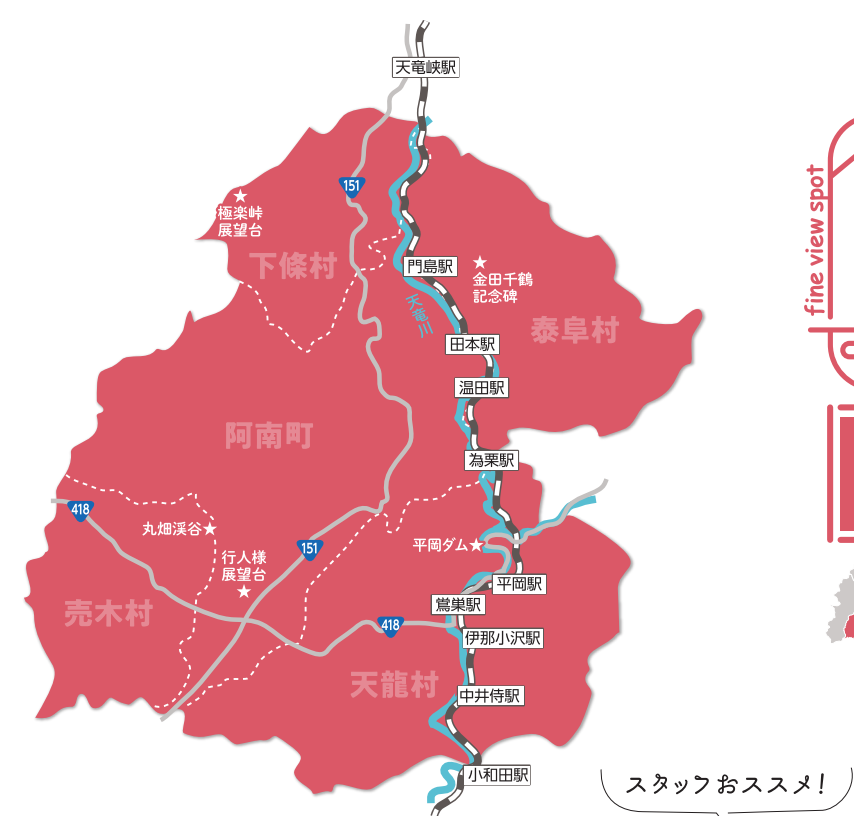 天竜峡駅
151
極楽峠
展望台
下條村
門島駅
金田千鶴
記念碑
天竜川
泰阜村
田本駅
温田駅
阿南町
為栗駅
418
丸畑渓谷
平岡ダム
行人様
展望台
151
平岡駅
鶯巣駅
売木村
418
伊那小沢駅
天龍村
中井侍駅
小和田駅
fine view spot
スタッフおススメ!